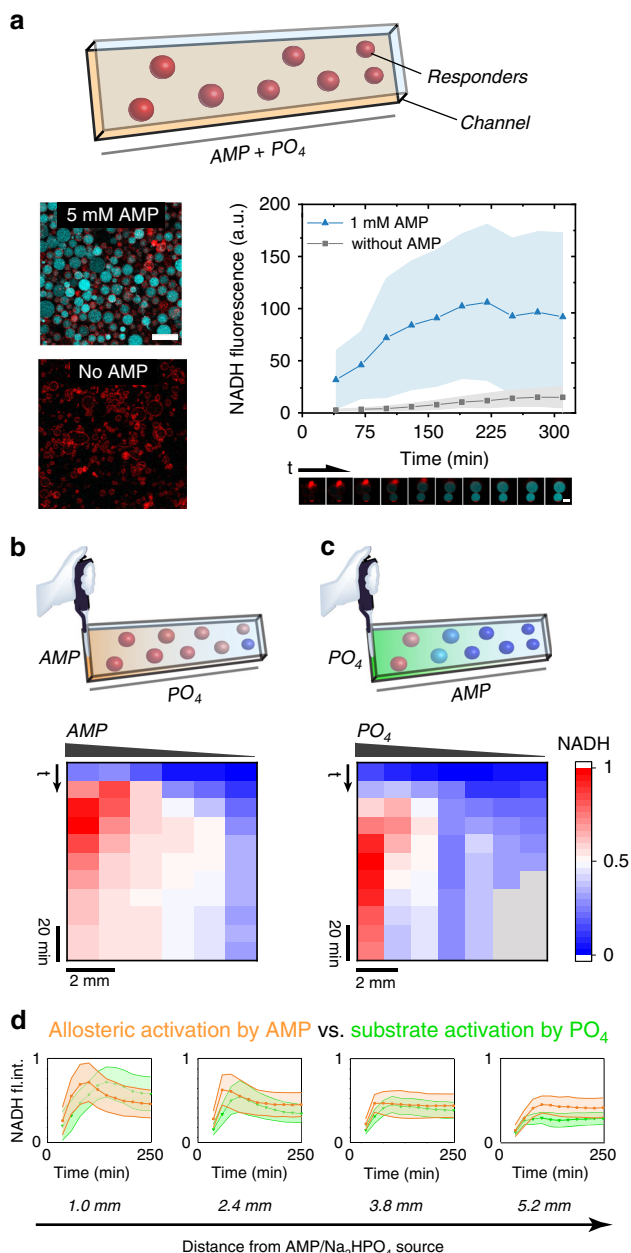 a
Responders
Channel
AMP + PO₄
5 mM AMP
No AMP
200
150
100
50
0
NADH fluorescence (a.u.)
1 mM AMP
without AMP
0 75 150 225 300
Time (min)
t
b
AMP
PO₄
AMP
t
20 min
2 mm
c
PO₄
AMP
PO₄
t
20 min
2 mm
NADH
1
0.5
0
d
Allosteric activation by AMP vs. substrate activation by PO₄
NADH fl.int.
1
0
0 250
Time (min)
1.0 mm
1
0
0 250
Time (min)
2.4 mm
1
0
0 250
Time (min)
3.8 mm
1
0
0 250
Time (min)
5.2 mm
Distance from AMP/Na₂HPO₄ source